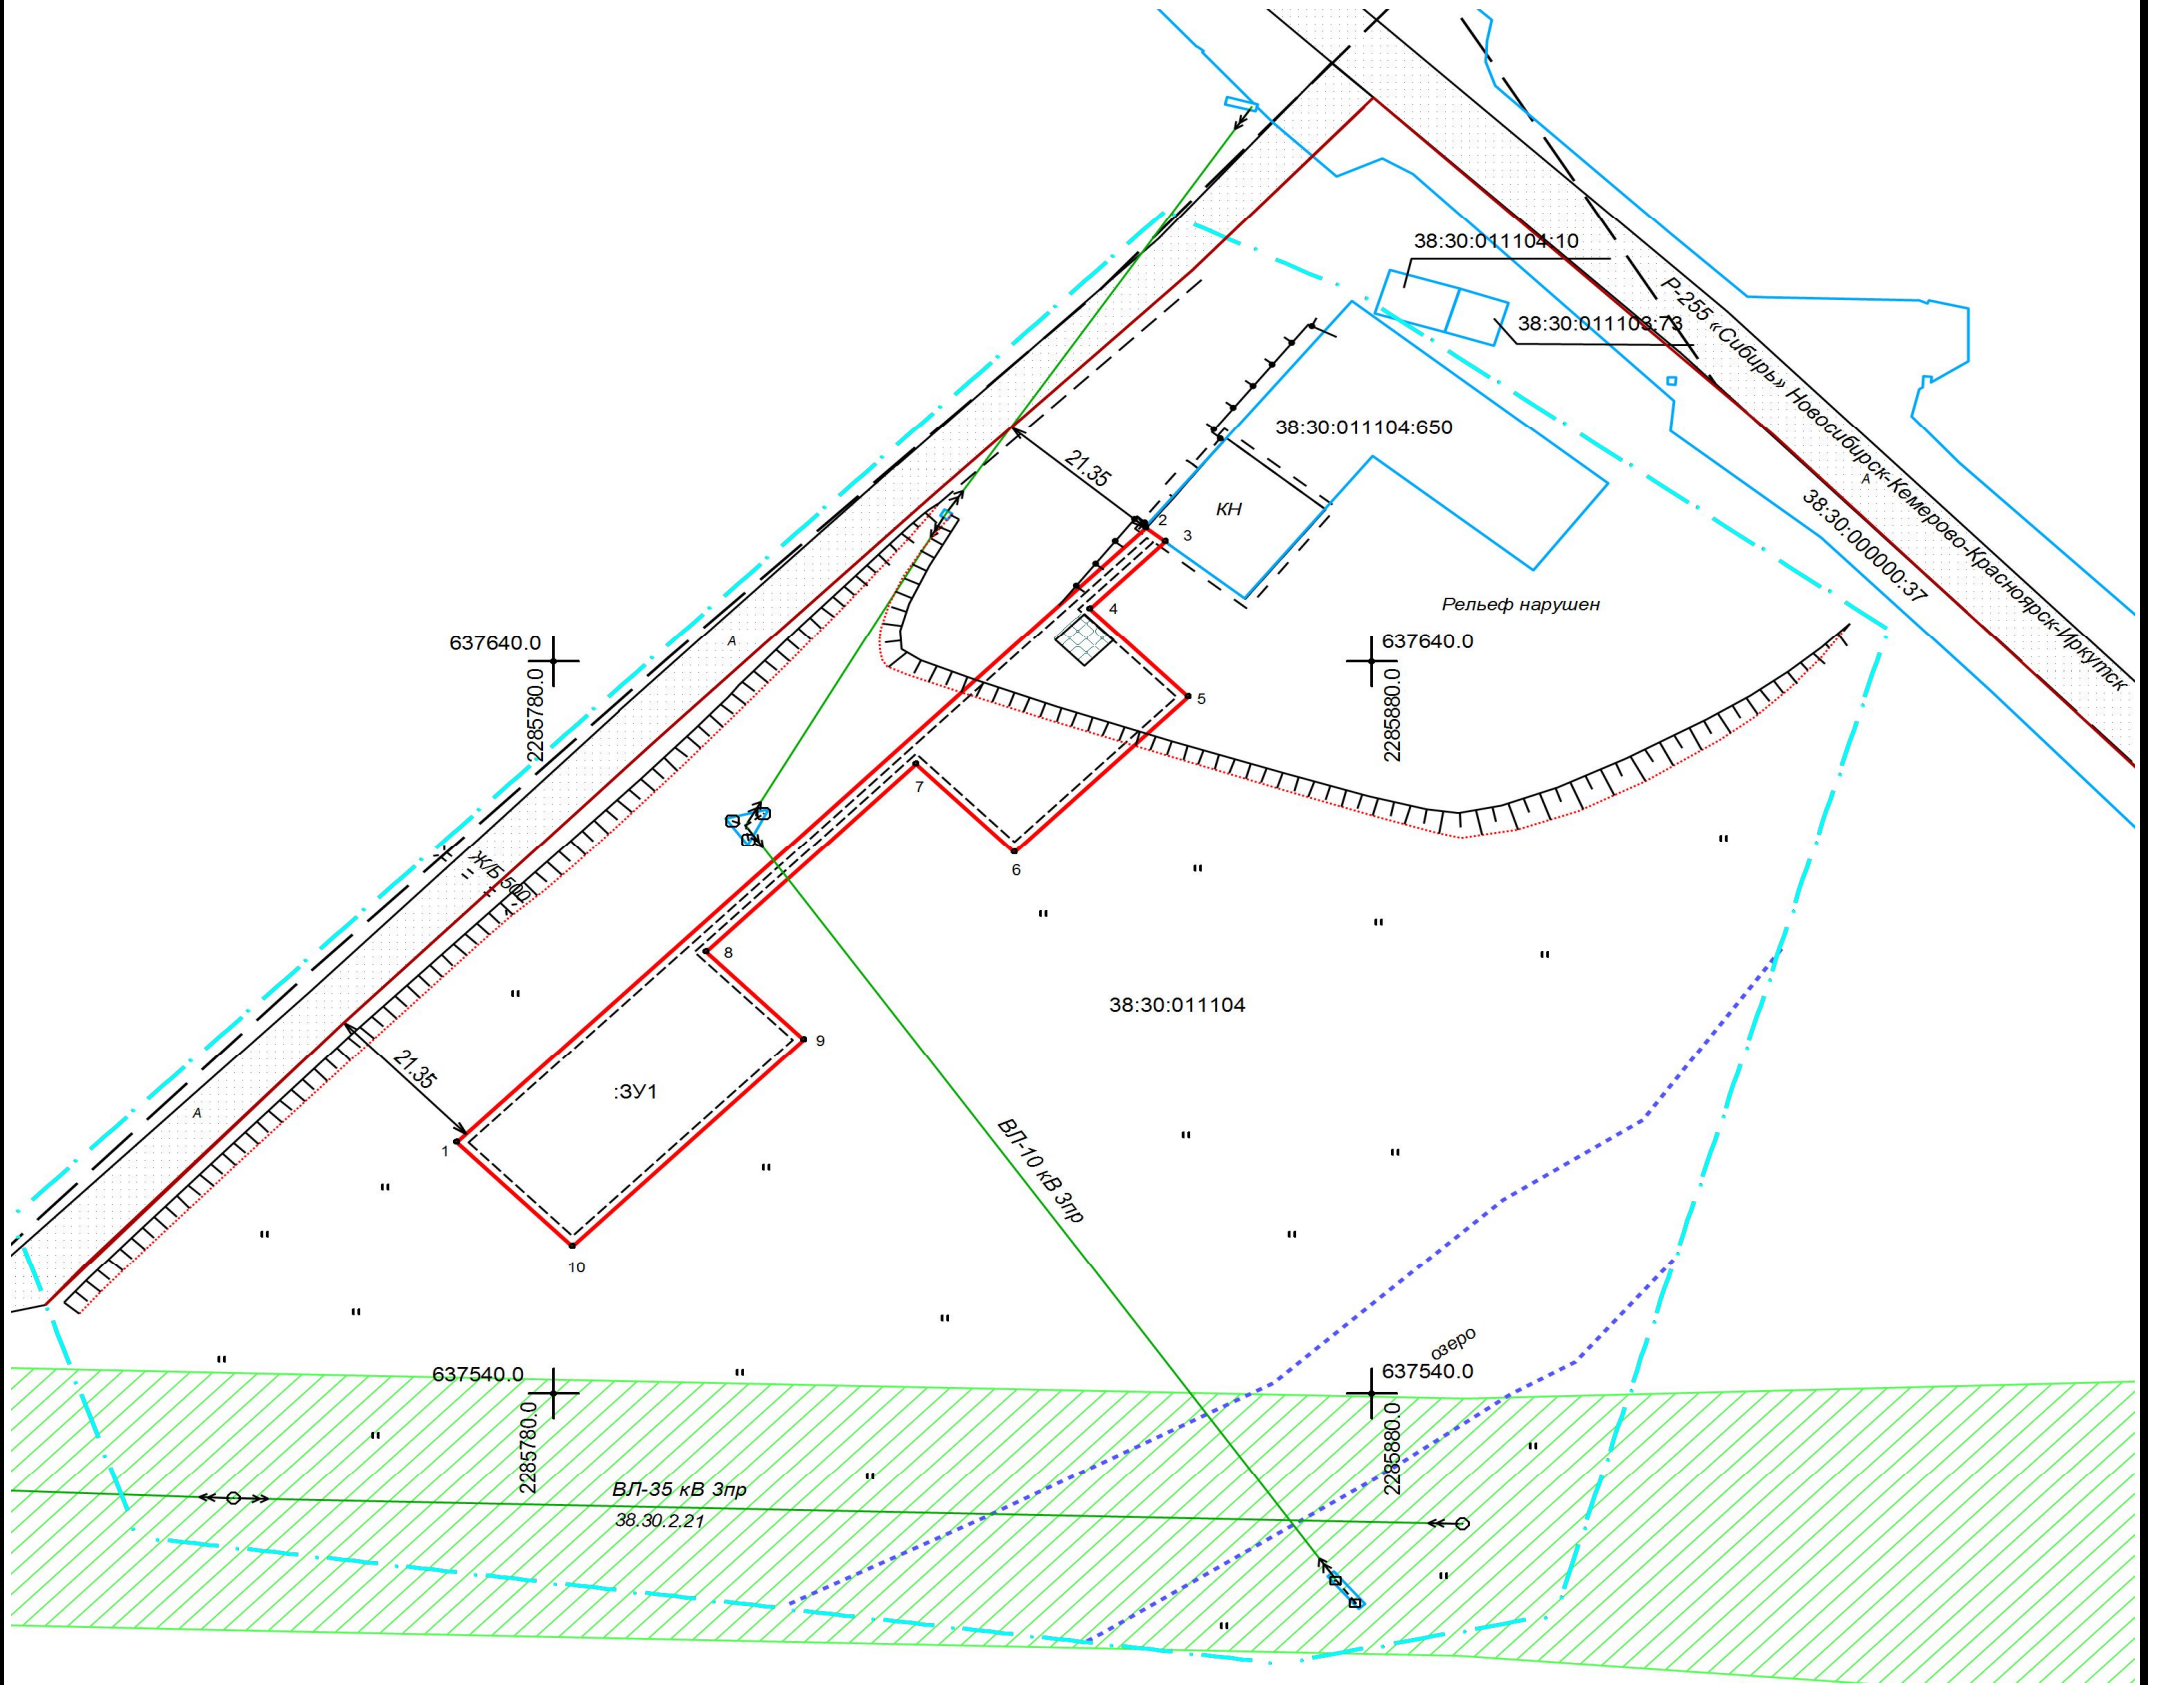 38:30:011104:10
38:30:011103:73
Р-255 «Сибирь» Новосибирск-Кемерово-Красноярск-Иркутск
А
38:30:000000:37
38:30:011104:650
21.35
КН
2
3
4
Рельеф нарушен
А
637640.0
2285780.0
637640.0
2285880.0
5
7
6
Ж/Б 500
8
38:30:011104
9
21.35
:ЗУ1
А
1
ВЛ-10 кВ 3пр
10
озеро
637540.0
2285780.0
637540.0
2285880.0
ВЛ-35 кВ 3пр
38.30.2.21